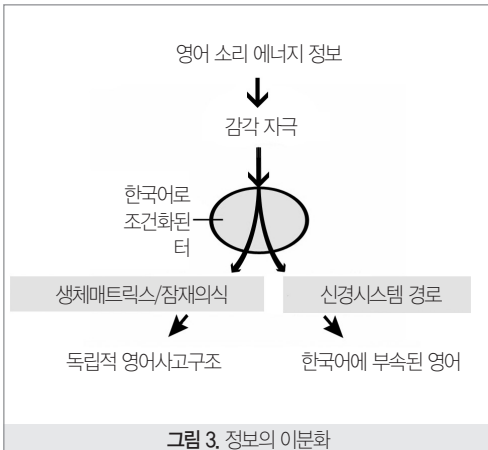 영어 소리 에너지 정보
감각 자극
한국어로
조건화된
터
생체매트릭스/잠재의식
신경시스템 경로
독립적 영어사고구조
한국어에 부속된 영어
그림 3. 정보의 이분화